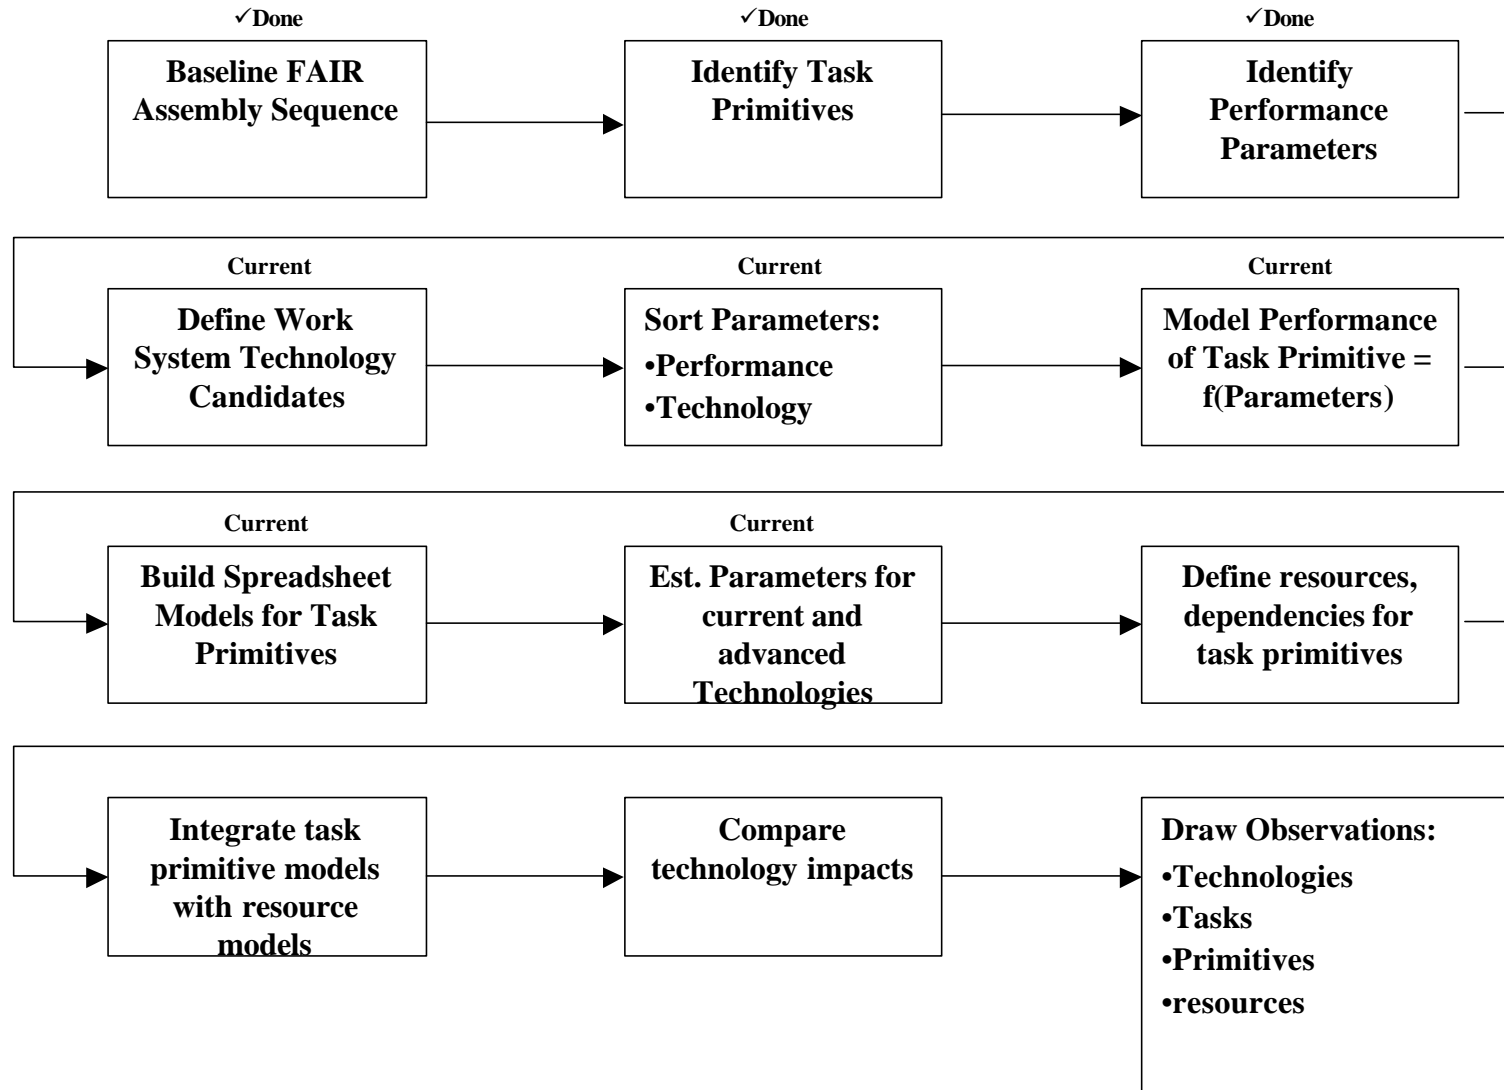 ✓Done
✓Done
✓Done
Baseline FAIR
Assembly Sequence
Identify Task
Primitives
Identify
Performance
Parameters
Current
Current
Current
Define Work
System Technology
Candidates
Sort Parameters:
•Performance
•Technology
Model Performance
of Task Primitive =
f(Parameters)
Current
Current
Build Spreadsheet
Models for Task
Primitives
Est. Parameters for
current and
advanced
Technologies
Define resources,
dependencies for
task primitives
Integrate task
primitive models
with resource
models
Compare
technology impacts
Draw Observations:
•Technologies
•Tasks
•Primitives
•resources